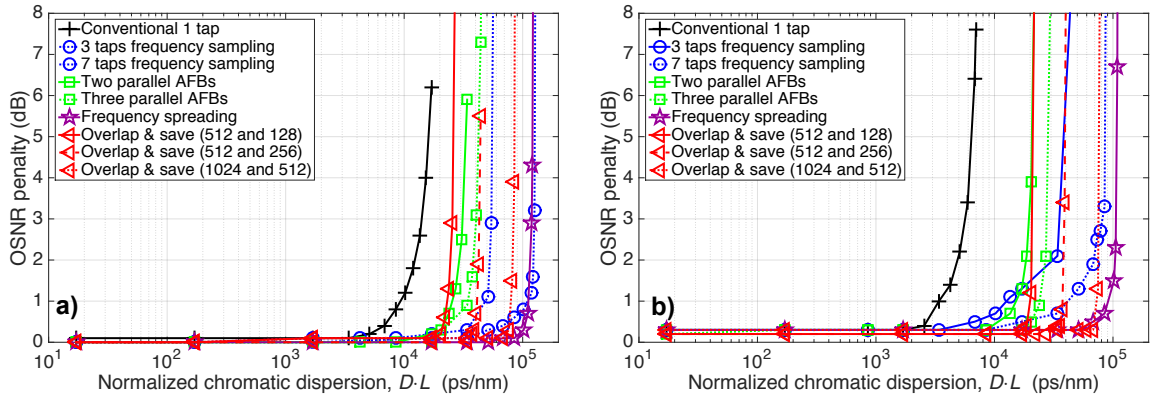 8
7
6
5
4
3
2
1
0
OSNR penalty (dB)
Conventional 1 tap
3 taps frequency sampling
7 taps frequency sampling
Two parallel AFBs
Three parallel AFBs
Frequency spreading
Overlap & save (512 and 128)
Overlap & save (512 and 256)
Overlap & save (1024 and 512)
a)
10^1 10^2 10^3 10^4 10^5
Normalized chromatic dispersion, D·L (ps/nm)
8
7
6
5
4
3
2
1
0
OSNR penalty (dB)
Conventional 1 tap
3 taps frequency sampling
7 taps frequency sampling
Two parallel AFBs
Three parallel AFBs
Frequency spreading
Overlap & save (512 and 128)
Overlap & save (512 and 256)
Overlap & save (1024 and 512)
b)
10^1 10^2 10^3 10^4 10^5
Normalized chromatic dispersion, D·L (ps/nm)